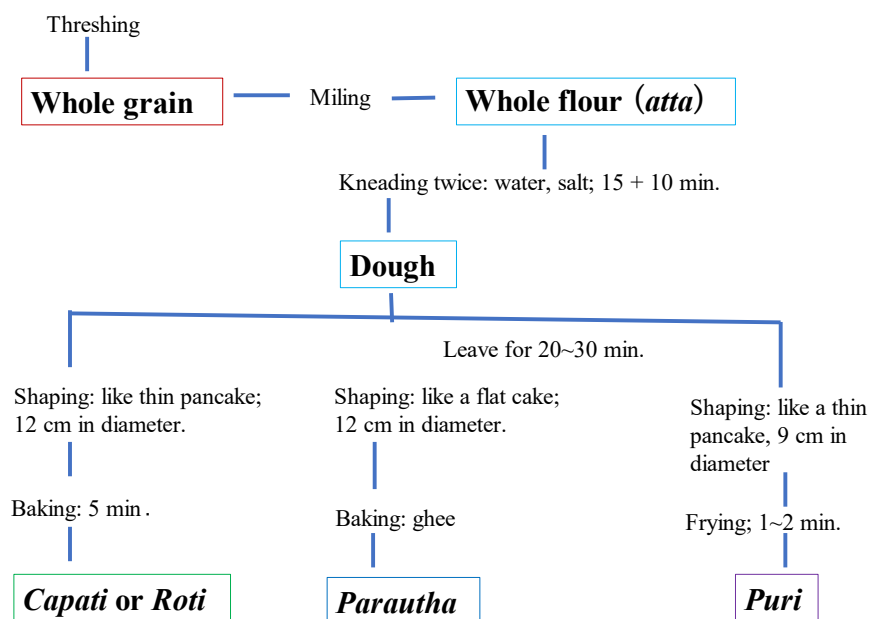 Threshing
Whole grain
Miling
Whole flour (atta)
Kneading twice: water, salt; 15 + 10 min.
Dough
Leave for 20~30 min.
Shaping: like thin pancake;
12 cm in diameter.
Shaping: like a flat cake;
12 cm in diameter.
Shaping: like a thin
pancake, 9 cm in
diameter
Baking: 5 min .
Baking: ghee
Frying; 1~2 min.
Capati or Roti
Parautha
Puri